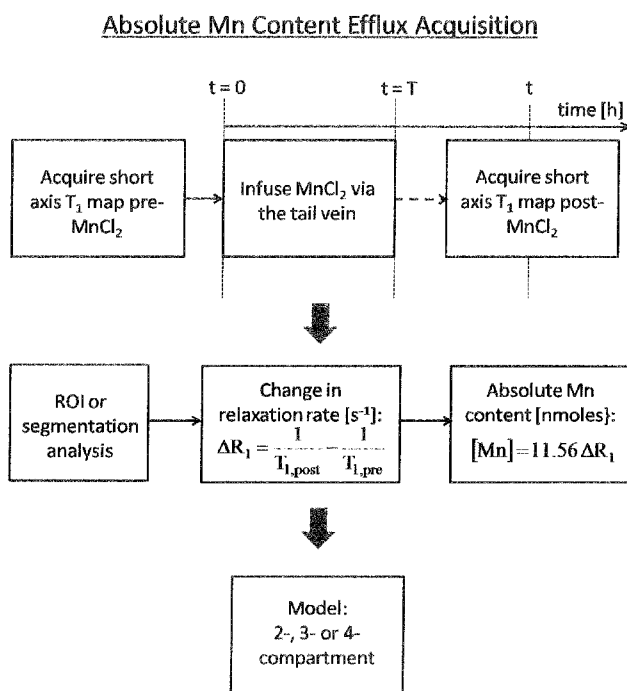 Absolute Mn Content Efflux Acquisition
t = 0
t = T
t
time [h]
Acquire short
axis T₁ map pre-
MnCl₂
Infuse MnCl₂ via
the tail vein
Acquire short
axis T₁ map post-
MnCl₂
ROI or
segmentation
analysis
Change in
relaxation rate [s⁻¹]:
ΔR₁ = 1/T₁,post − 1/T₁,pre
Absolute Mn
content [nmoles}:
[Mn] = 11.56 ΔR₁
Model:
2-, 3- or 4-
compartment